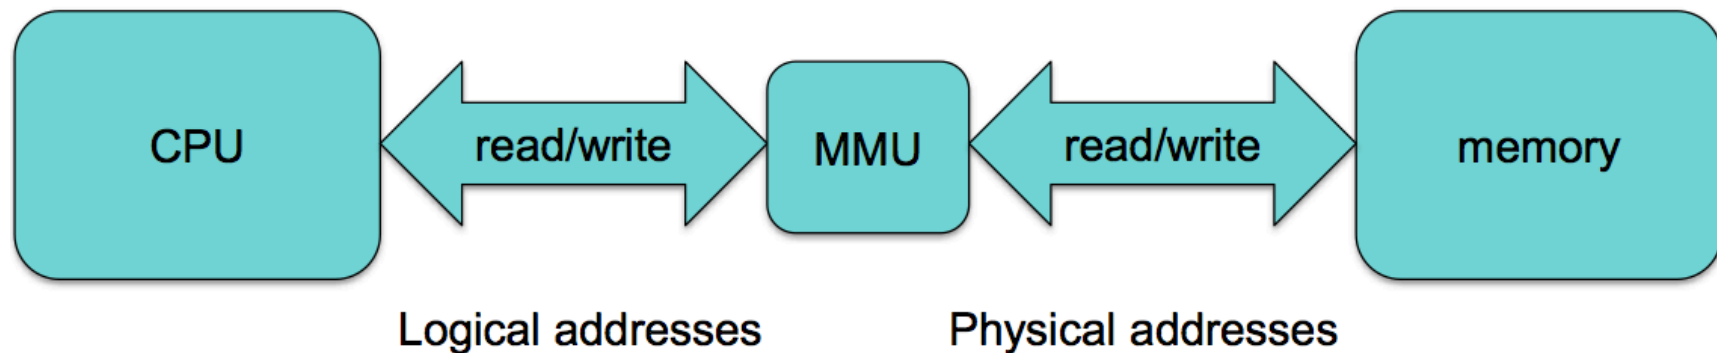 CPU read/write MMU read/write memory
Logical addresses Physical addresses